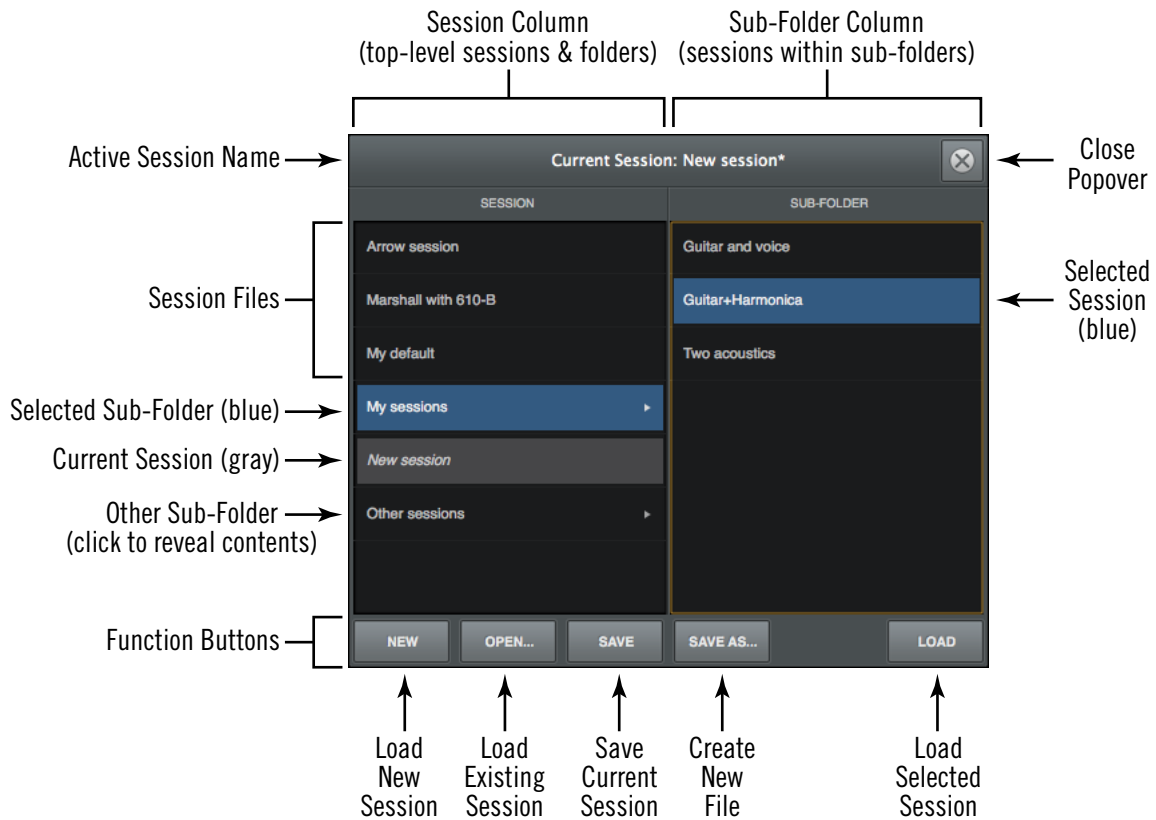 Session Column
(top-level sessions & folders)
Sub-Folder Column
(sessions within sub-folders)
Active Session Name
Current Session: New session*
Close
Popover
SESSION
SUB-FOLDER
Session Files
Arrow session
Marshall with 610-B
My default
Guitar and voice
Guitar+Harmonica
Two acoustics
Selected
Session
(blue)
Selected Sub-Folder (blue)
My sessions
Current Session (gray)
New session
Other Sub-Folder
(click to reveal contents)
Other sessions
Function Buttons
NEW
OPEN...
SAVE
SAVE AS...
LOAD
Load
New
Session
Load
Existing
Session
Save
Current
Session
Create
New
File
Load
Selected
Session